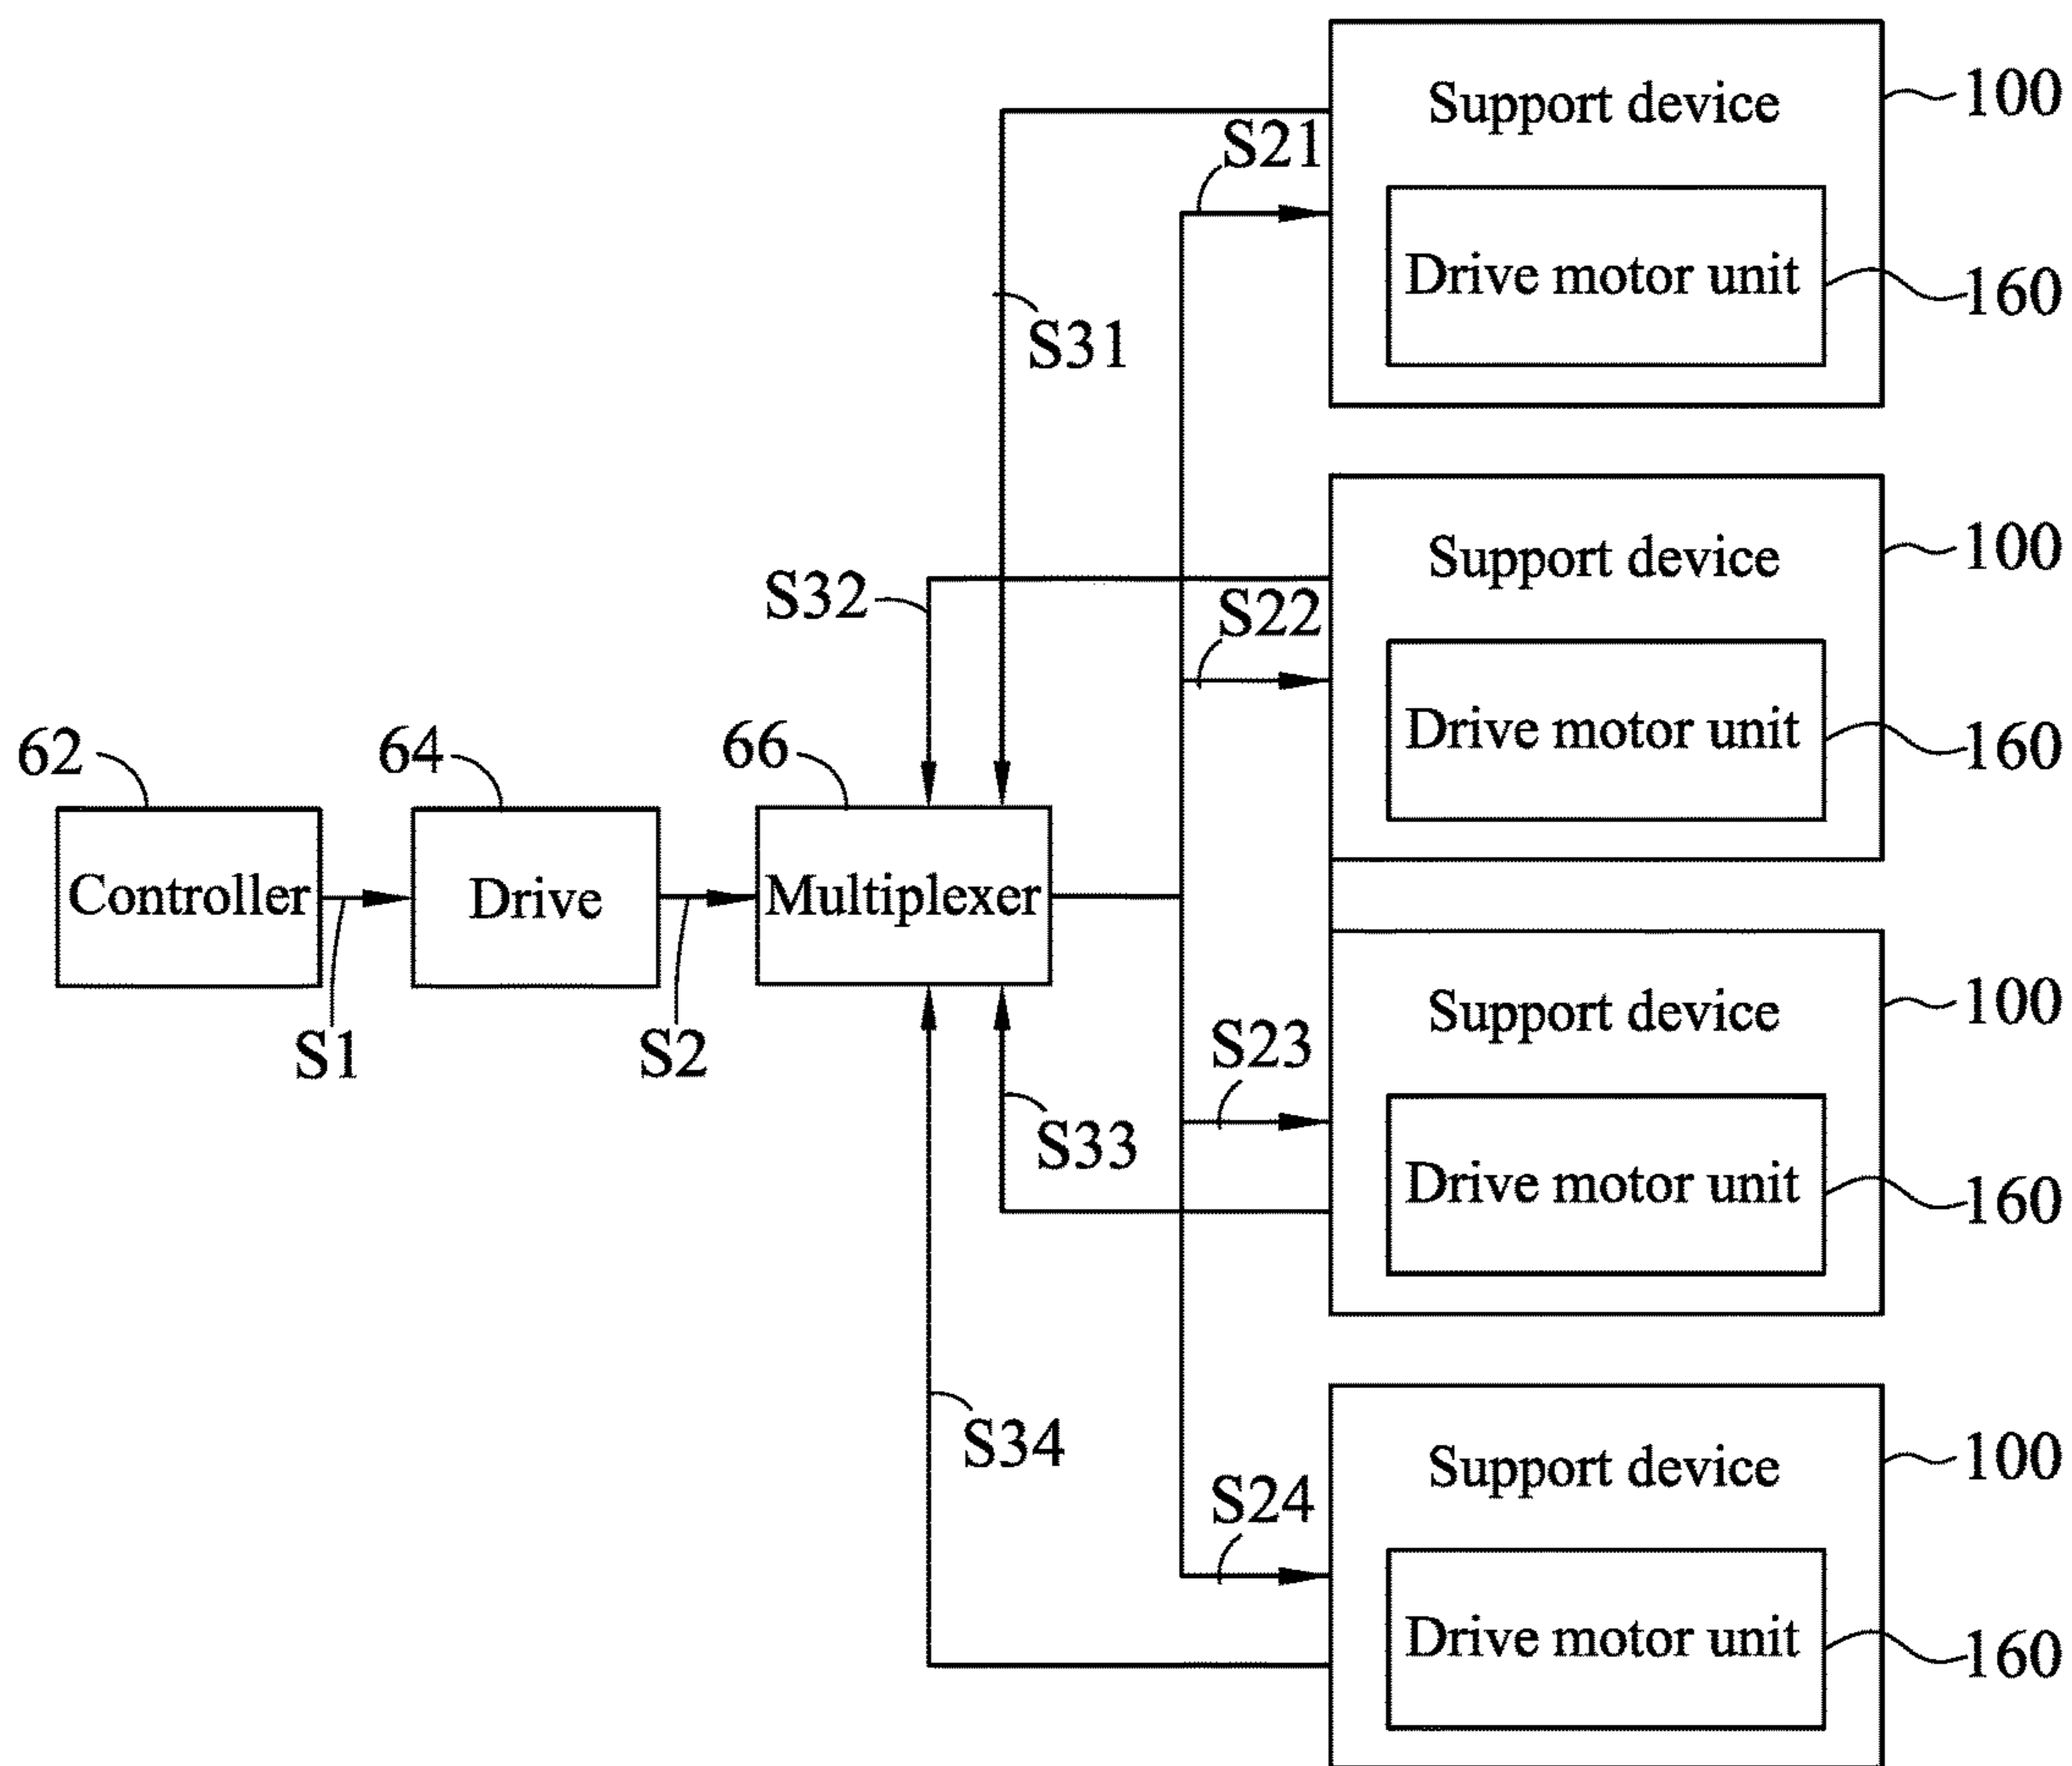 Support device
100
S21
Drive motor unit
160
S31
Support device
100
S32
S22
Drive motor unit
160
62
64
66
Controller
Drive
Multiplexer
S1
S2
Support device
100
S23
S33
Drive motor unit
160
S34
Support device
100
S24
Drive motor unit
160